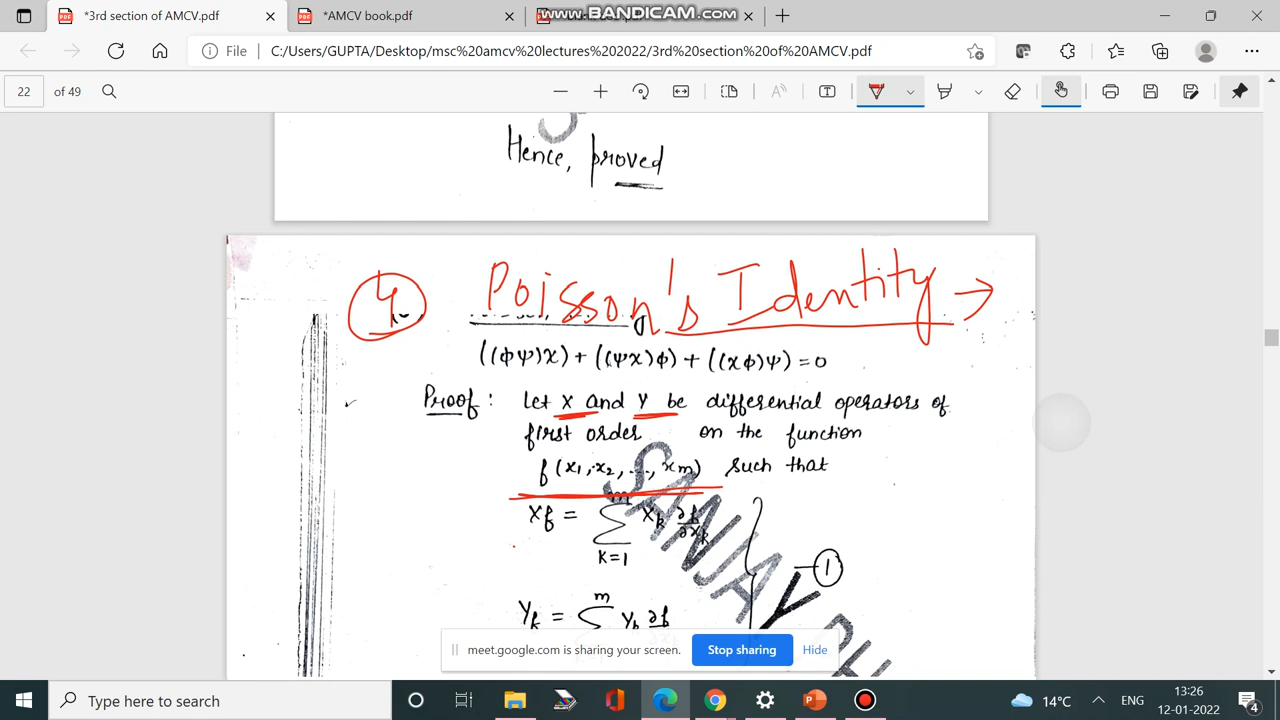 *3rd section of AMCV.pdf
*AMCV book.pdf
www.BANDICAM.com
File
C:/Users/GUPTA/Desktop/msc%20amcv%20lectures%202022/3rd%20section%20of%20AMCV.pdf
22 of 49
Hence, proved
4 Poisson's Identity →
((φψ)χ) + ((ψχ)φ) + ((χφ)ψ) = 0
Proof : Let X and Y be differential operators of
first order on the function
f(x1, x2, ..., xm) such that
Xf = m Σ k=1 Xk ∂f/∂xk
— 1
Yf = m Σ Yk ∂f
SANJAY
meet.google.com is sharing your screen. Stop sharing Hide
Type here to search
14°C
ENG
13:26
12-01-2022
4